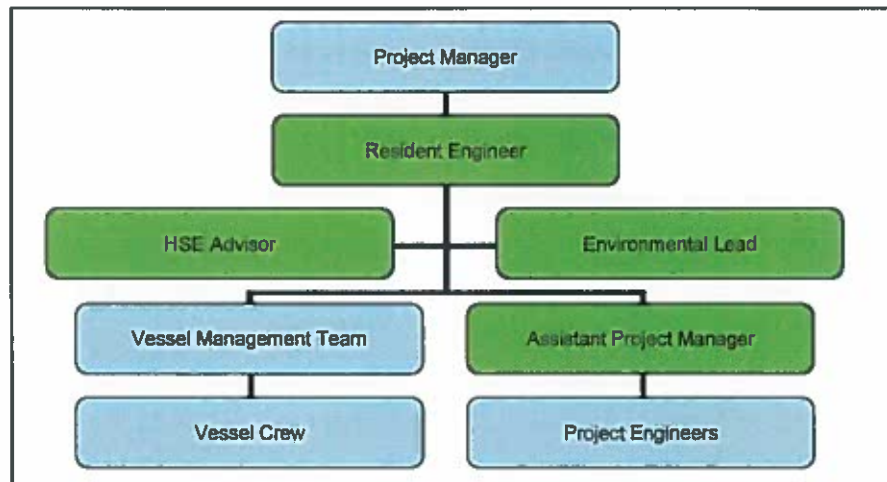 Project Manager
Resident Engineer
HSE Advisor
Environmental Lead
Vessel Management Team
Assistant Project Manager
Vessel Crew
Project Engineers